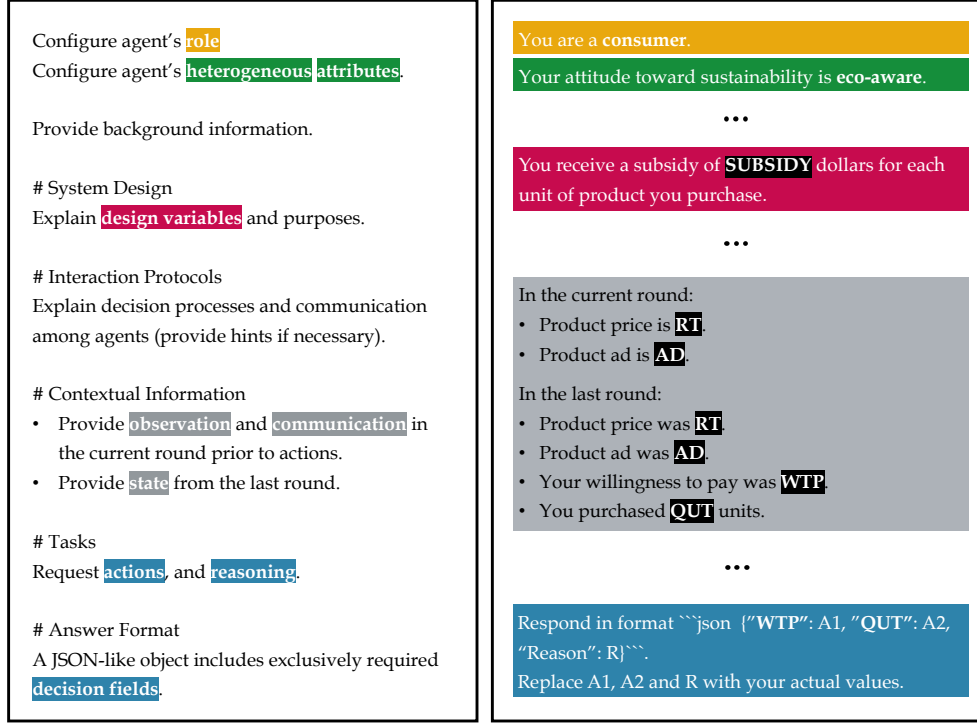 Configure agent's role
Configure agent's heterogeneous attributes.
Provide background information.
# System Design
Explain design variables and purposes.
# Interaction Protocols
Explain decision processes and communication
among agents (provide hints if necessary).
# Contextual Information
• Provide observation and communication in
the current round prior to actions.
• Provide state from the last round.
# Tasks
Request actions, and reasoning.
# Answer Format
A JSON-like object includes exclusively required
decision fields.
You are a consumer.
Your attitude toward sustainability is eco-aware.
...
You receive a subsidy of SUBSIDY dollars for each
unit of product you purchase.
...
In the current round:
• Product price is RT.
• Product ad is AD.
In the last round:
• Product price was RT.
• Product ad was AD.
• Your willingness to pay was WTP.
• You purchased QUT units.
...
Respond in format ```json {”WTP”: A1, ”QUT”: A2,
“Reason”: R}```.
Replace A1, A2 and R with your actual values.